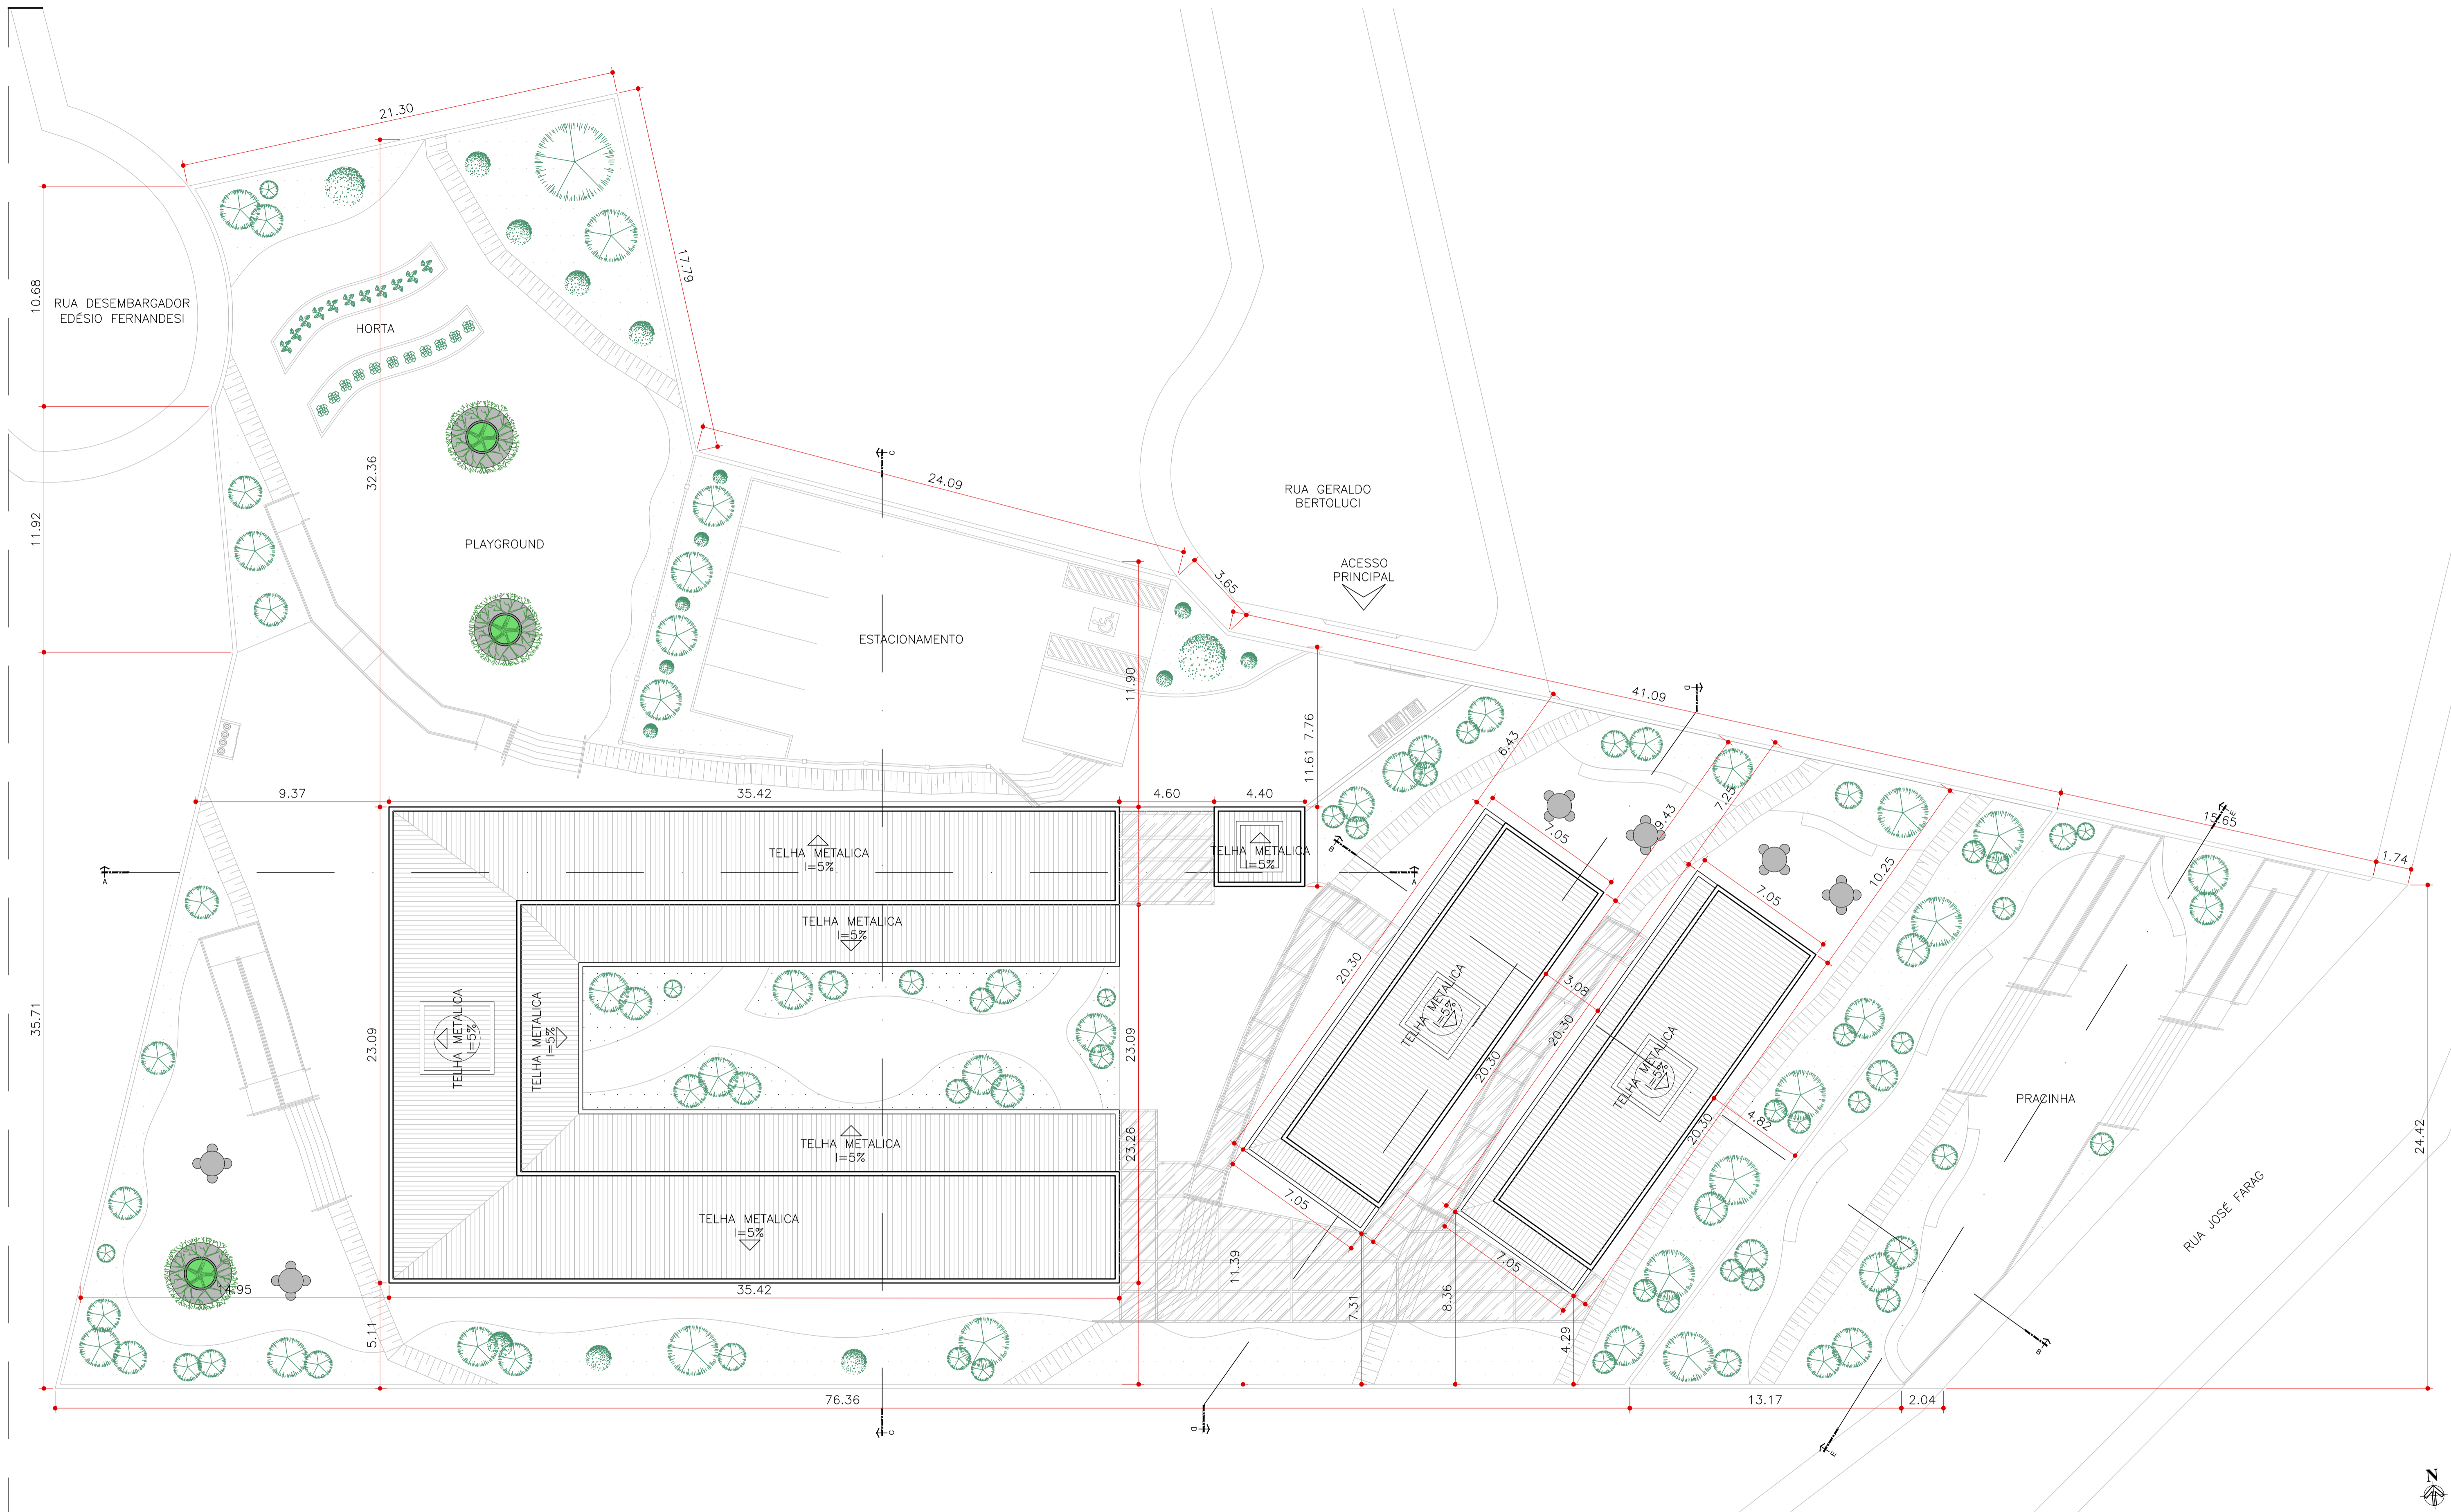 21.30
17.79
10.68
RUA DESEMBARGADOR
EDÉSIO FERNANDESI
HORTA
32.36
C
24.09
RUA GERALDO
BERTOLUCI
11.92
PLAYGROUND
ACESSO
PRINCIPAL
3.65
ESTACIONAMENTO
11.90
41.09
D
7.76
11.61
6.43
9.43
7.25
9.37
35.42
4.60
4.40
7.05
15.65
E
1.74
TELHA METALICA
I=5%
TELHA METALICA
I=5%
B
A
A
10.25
7.05
TELHA METALICA
I=5%
35.71
23.09
TELHA METALICA
I=5%
TELHA METALICA
I=5%
23.09
20.30
TELHA METALICA
I=5%
3.08
20.30
20.30
TELHA METALICA
I=5%
20.30
4.82
PRACINHA
24.42
TELHA METALICA
I=5%
23.26
TELHA METALICA
I=5%
7.05
7.05
RUA JOSÉ FARAG
14.95
35.42
5.11
11.39
7.31
8.36
4.29
B
76.36
13.17
2.04
C
D
E
N